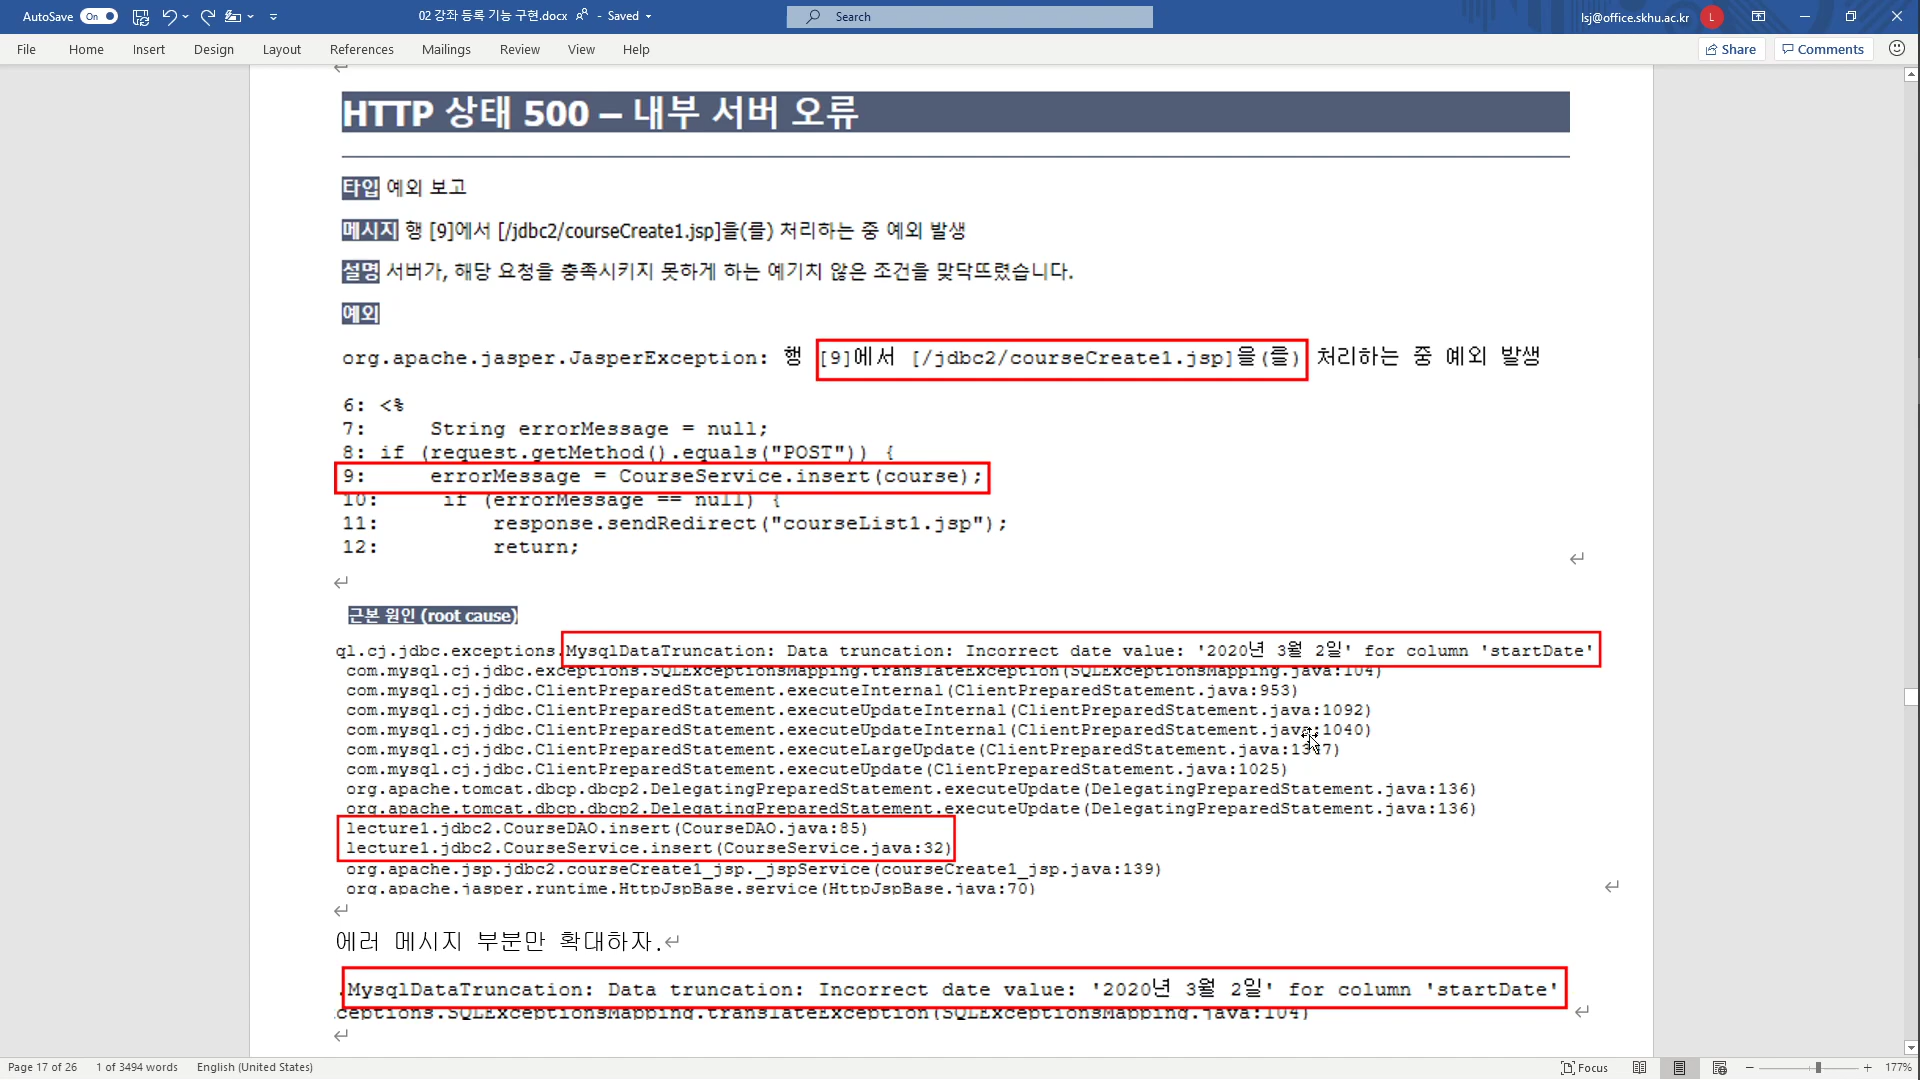 AutoSave On 02 강좌 등록 기능 구현.docx - Saved Search lsj@office.skhu.ac.kr L
File Home Insert Design Layout References Mailings Review View Help Share Comments
HTTP 상태 500 – 내부 서버 오류
타입 예외 보고
메시지 행 [9]에서 [/jdbc2/courseCreate1.jsp]을(를) 처리하는 중 예외 발생
설명 서버가, 해당 요청을 충족시키지 못하게 하는 예기치 않은 조건을 맞닥뜨렸습니다.
예외
org.apache.jasper.JasperException: 행 [9]에서 [/jdbc2/courseCreate1.jsp]을(를) 처리하는 중 예외 발생
6: <%
7: String errorMessage = null;
8: if (request.getMethod().equals("POST")) {
9: errorMessage = CourseService.insert(course);
10: if (errorMessage == null) {
11: response.sendRedirect("courseList1.jsp");
12: return;
근본 원인 (root cause)
ql.cj.jdbc.exceptions.MysqlDataTruncation: Data truncation: Incorrect date value: '2020년 3월 2일' for column 'startDate'
com.mysql.cj.jdbc.exceptions.SQLExceptionsMapping.translateException(SQLExceptionsMapping.java:104)
com.mysql.cj.jdbc.ClientPreparedStatement.executeInternal(ClientPreparedStatement.java:953)
com.mysql.cj.jdbc.ClientPreparedStatement.executeUpdateInternal(ClientPreparedStatement.java:1092)
com.mysql.cj.jdbc.ClientPreparedStatement.executeUpdateInternal(ClientPreparedStatement.java:1040)
com.mysql.cj.jdbc.ClientPreparedStatement.executeLargeUpdate(ClientPreparedStatement.java:1347)
com.mysql.cj.jdbc.ClientPreparedStatement.executeUpdate(ClientPreparedStatement.java:1025)
org.apache.tomcat.dbcp.dbcp2.DelegatingPreparedStatement.executeUpdate(DelegatingPreparedStatement.java:136)
org.apache.tomcat.dbcp.dbcp2.DelegatingPreparedStatement.executeUpdate(DelegatingPreparedStatement.java:136)
lecture1.jdbc2.CourseDAO.insert(CourseDAO.java:85)
lecture1.jdbc2.CourseService.insert(CourseService.java:32)
org.apache.jsp.jdbc2.courseCreate1_jsp._jspService(courseCreate1_jsp.java:139)
org.apache.jasper.runtime.HttpJspBase.service(HttpJspBase.java:70)
에러 메시지 부분만 확대하자.
.MysqlDataTruncation: Data truncation: Incorrect date value: '2020년 3월 2일' for column 'startDate'
ceptions.SQLExceptionsMapping.translateException(SQLExceptionsMapping.java:104)
Page 17 of 26 1 of 3494 words English (United States) Focus 177%